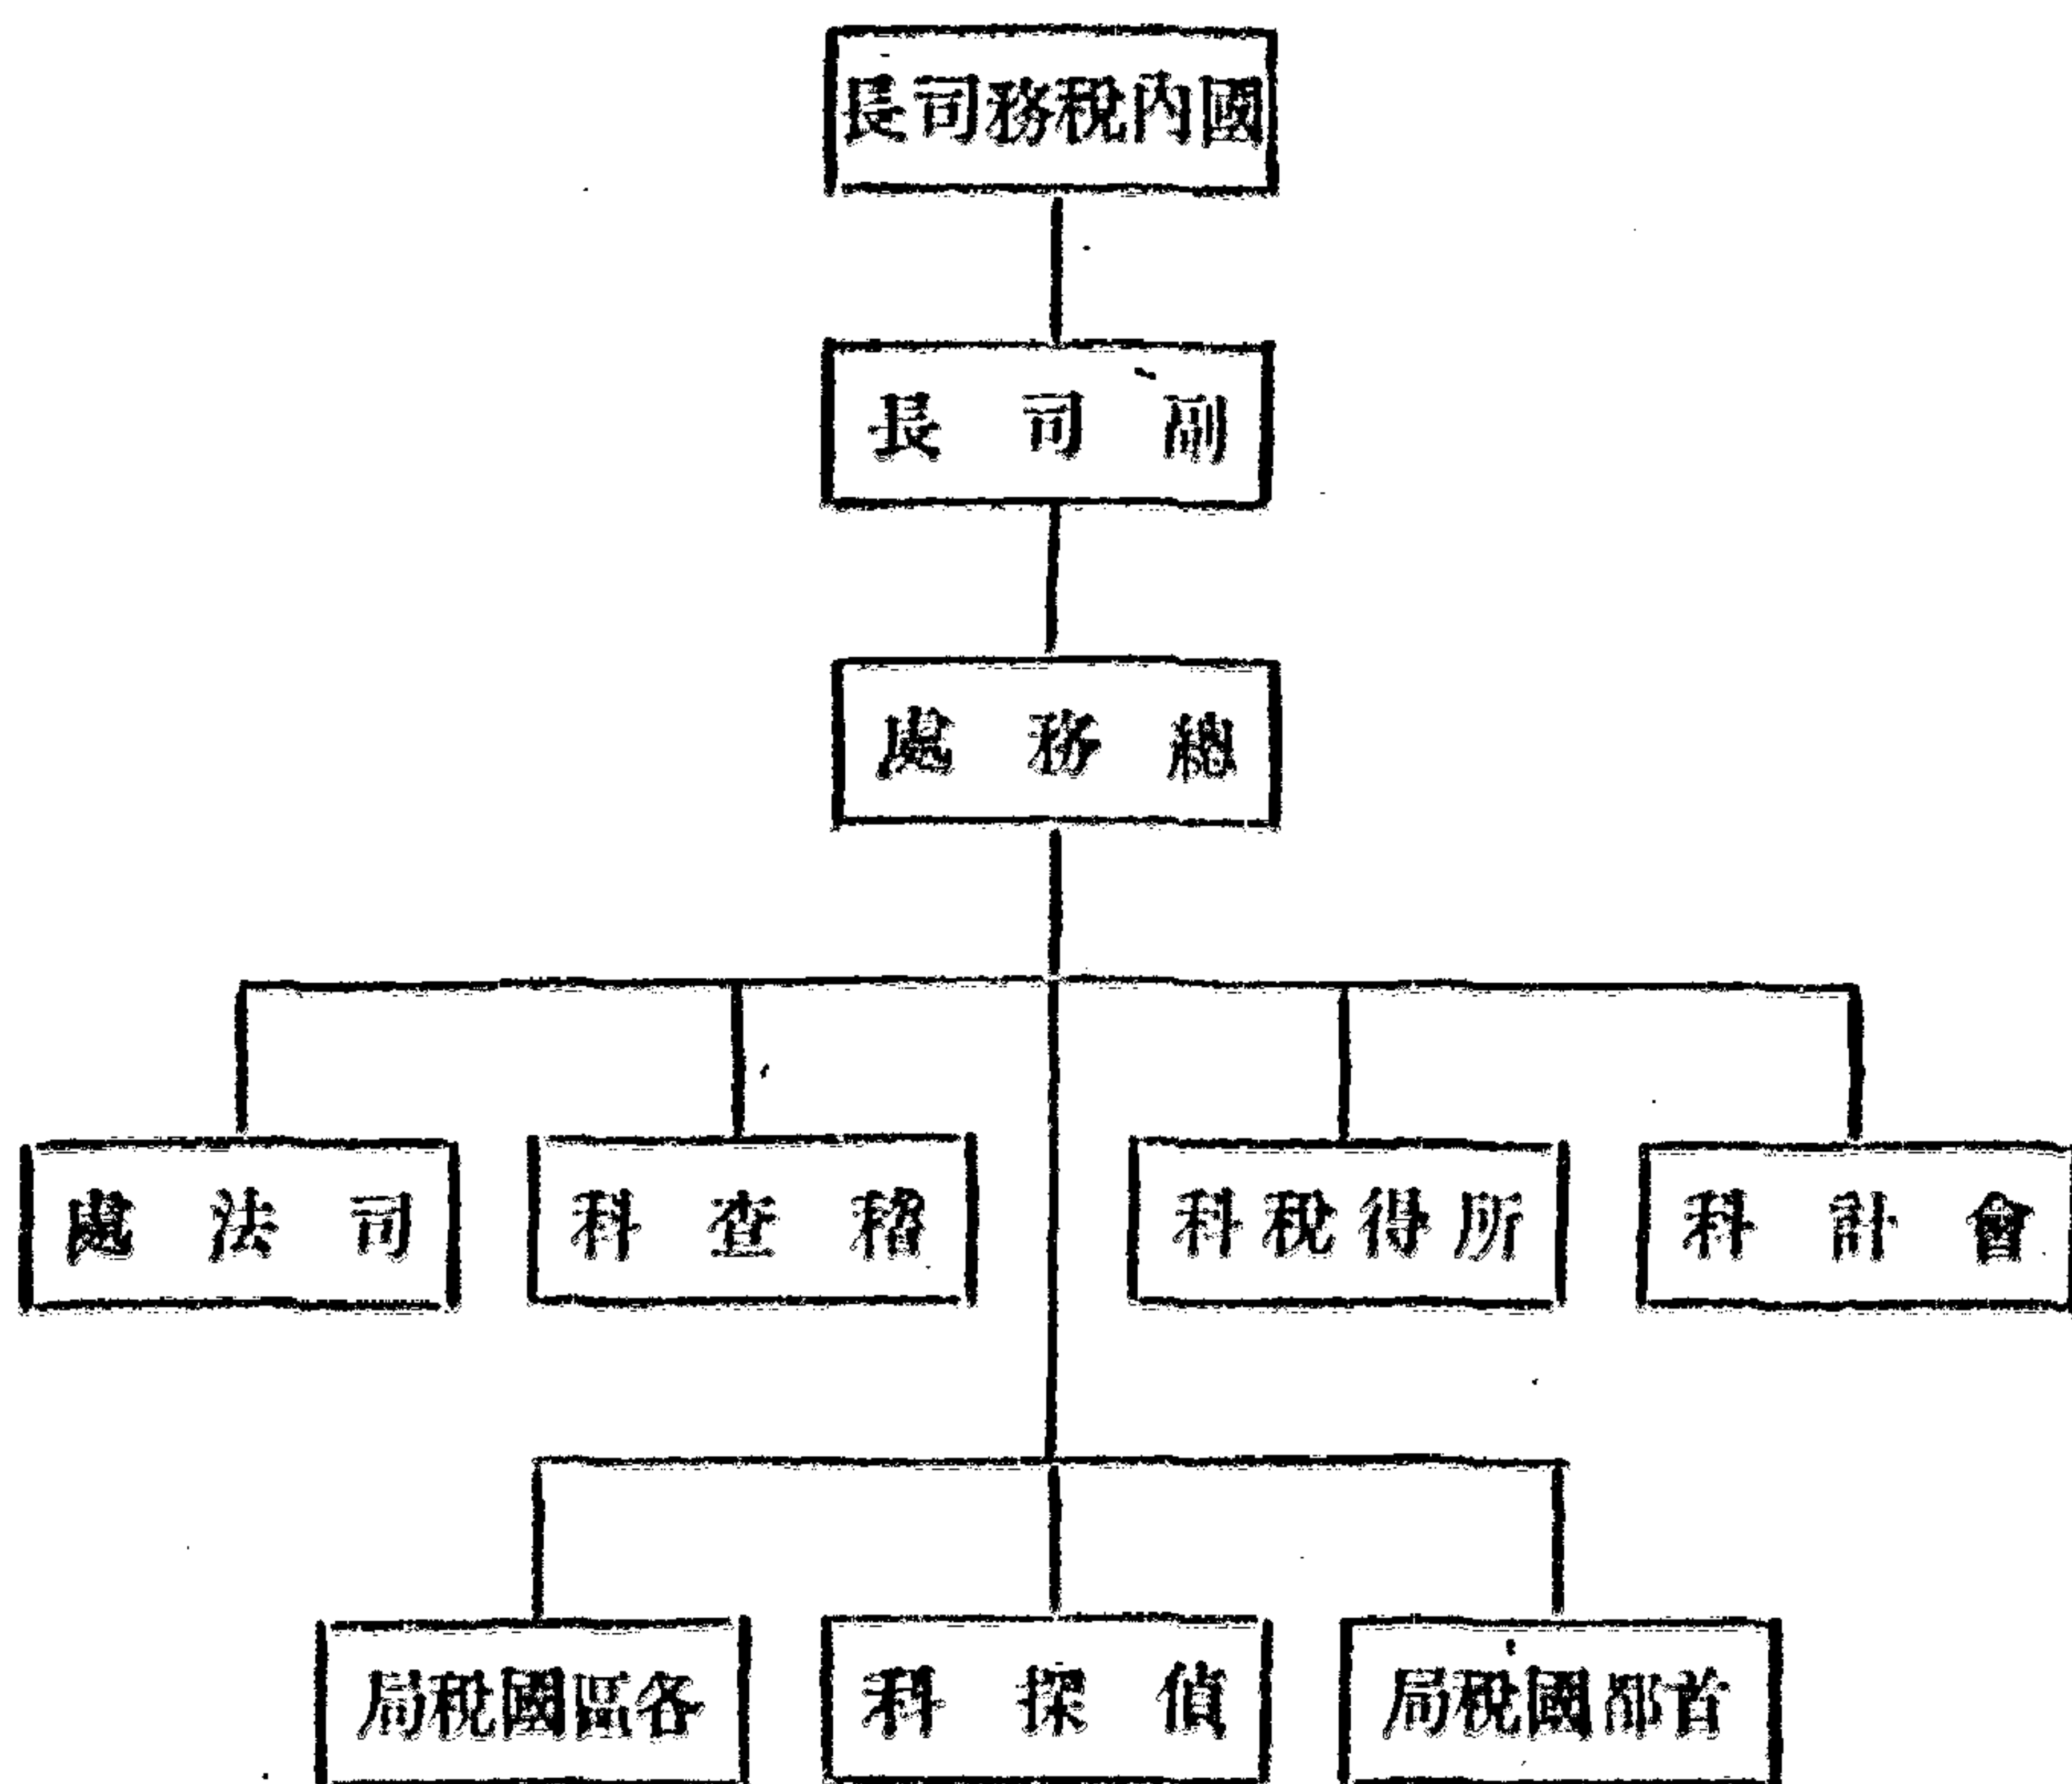 國內稅務司長
副司長
總務處
會計科
所得稅科
稽查科
司法處
首都國稅局
偵探科
各區國稅局